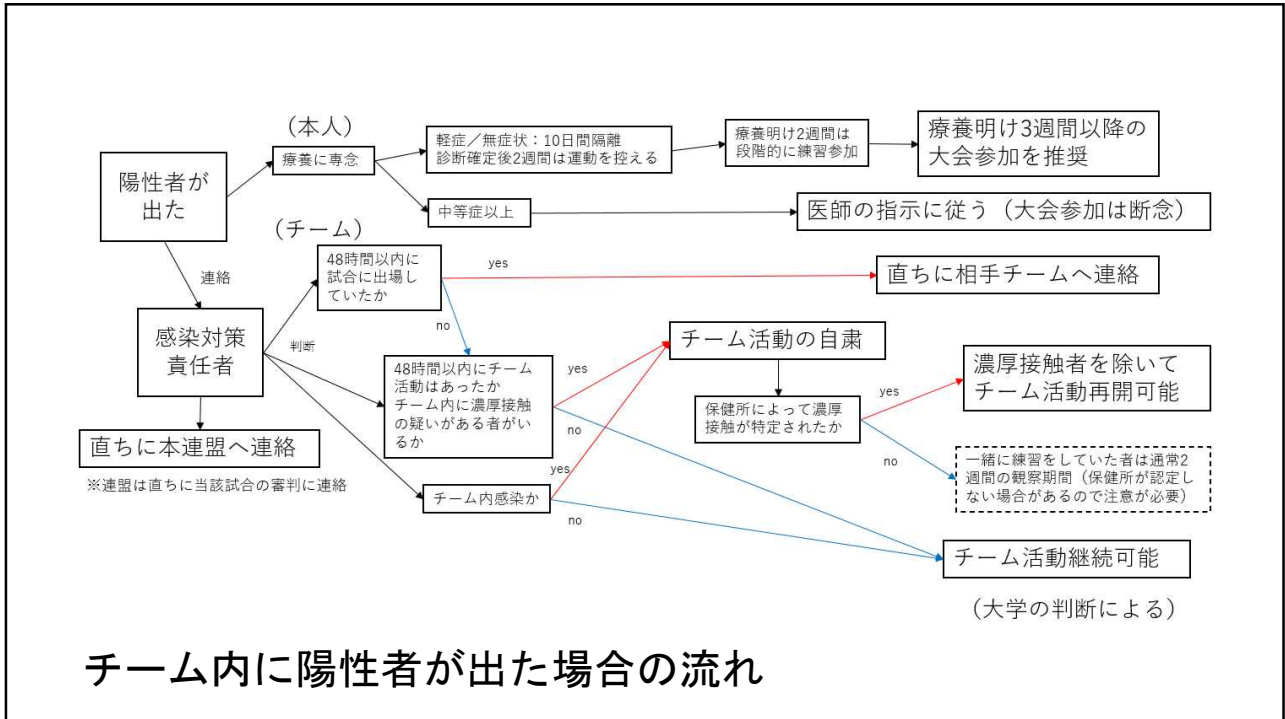 (本人)
陽性者が
出た
療養に専念
軽症／無症状：10日間隔離
診断確定後2週間は運動を控える
療養明け2週間は
段階的に練習参加
療養明け3週間以降の
大会参加を推奨
中等症以上
医師の指示に従う（大会参加は断念）
連絡
(チーム)
感染対策
責任者
判断
48時間以内に
試合に出場し
ていたか
yes
直ちに相手チームへ連絡
no
48時間以内にチーム
活動はあったか
チーム内に濃厚接触
の疑いがある者がい
るか
yes
no
チーム活動の自粛
保健所によって濃厚
接触が特定されたか
yes
濃厚接触者を除いて
チーム活動再開可能
no
一緒に練習をしていた者は通常2
週間の観察期間（保健所が認定し
ない場合があるので注意が必要）
直ちに本連盟へ連絡
※連盟は直ちに当該試合の審判に連絡
チーム内感染か
yes
no
チーム活動継続可能
（大学の判断による）
チーム内に陽性者が出た場合の流れ